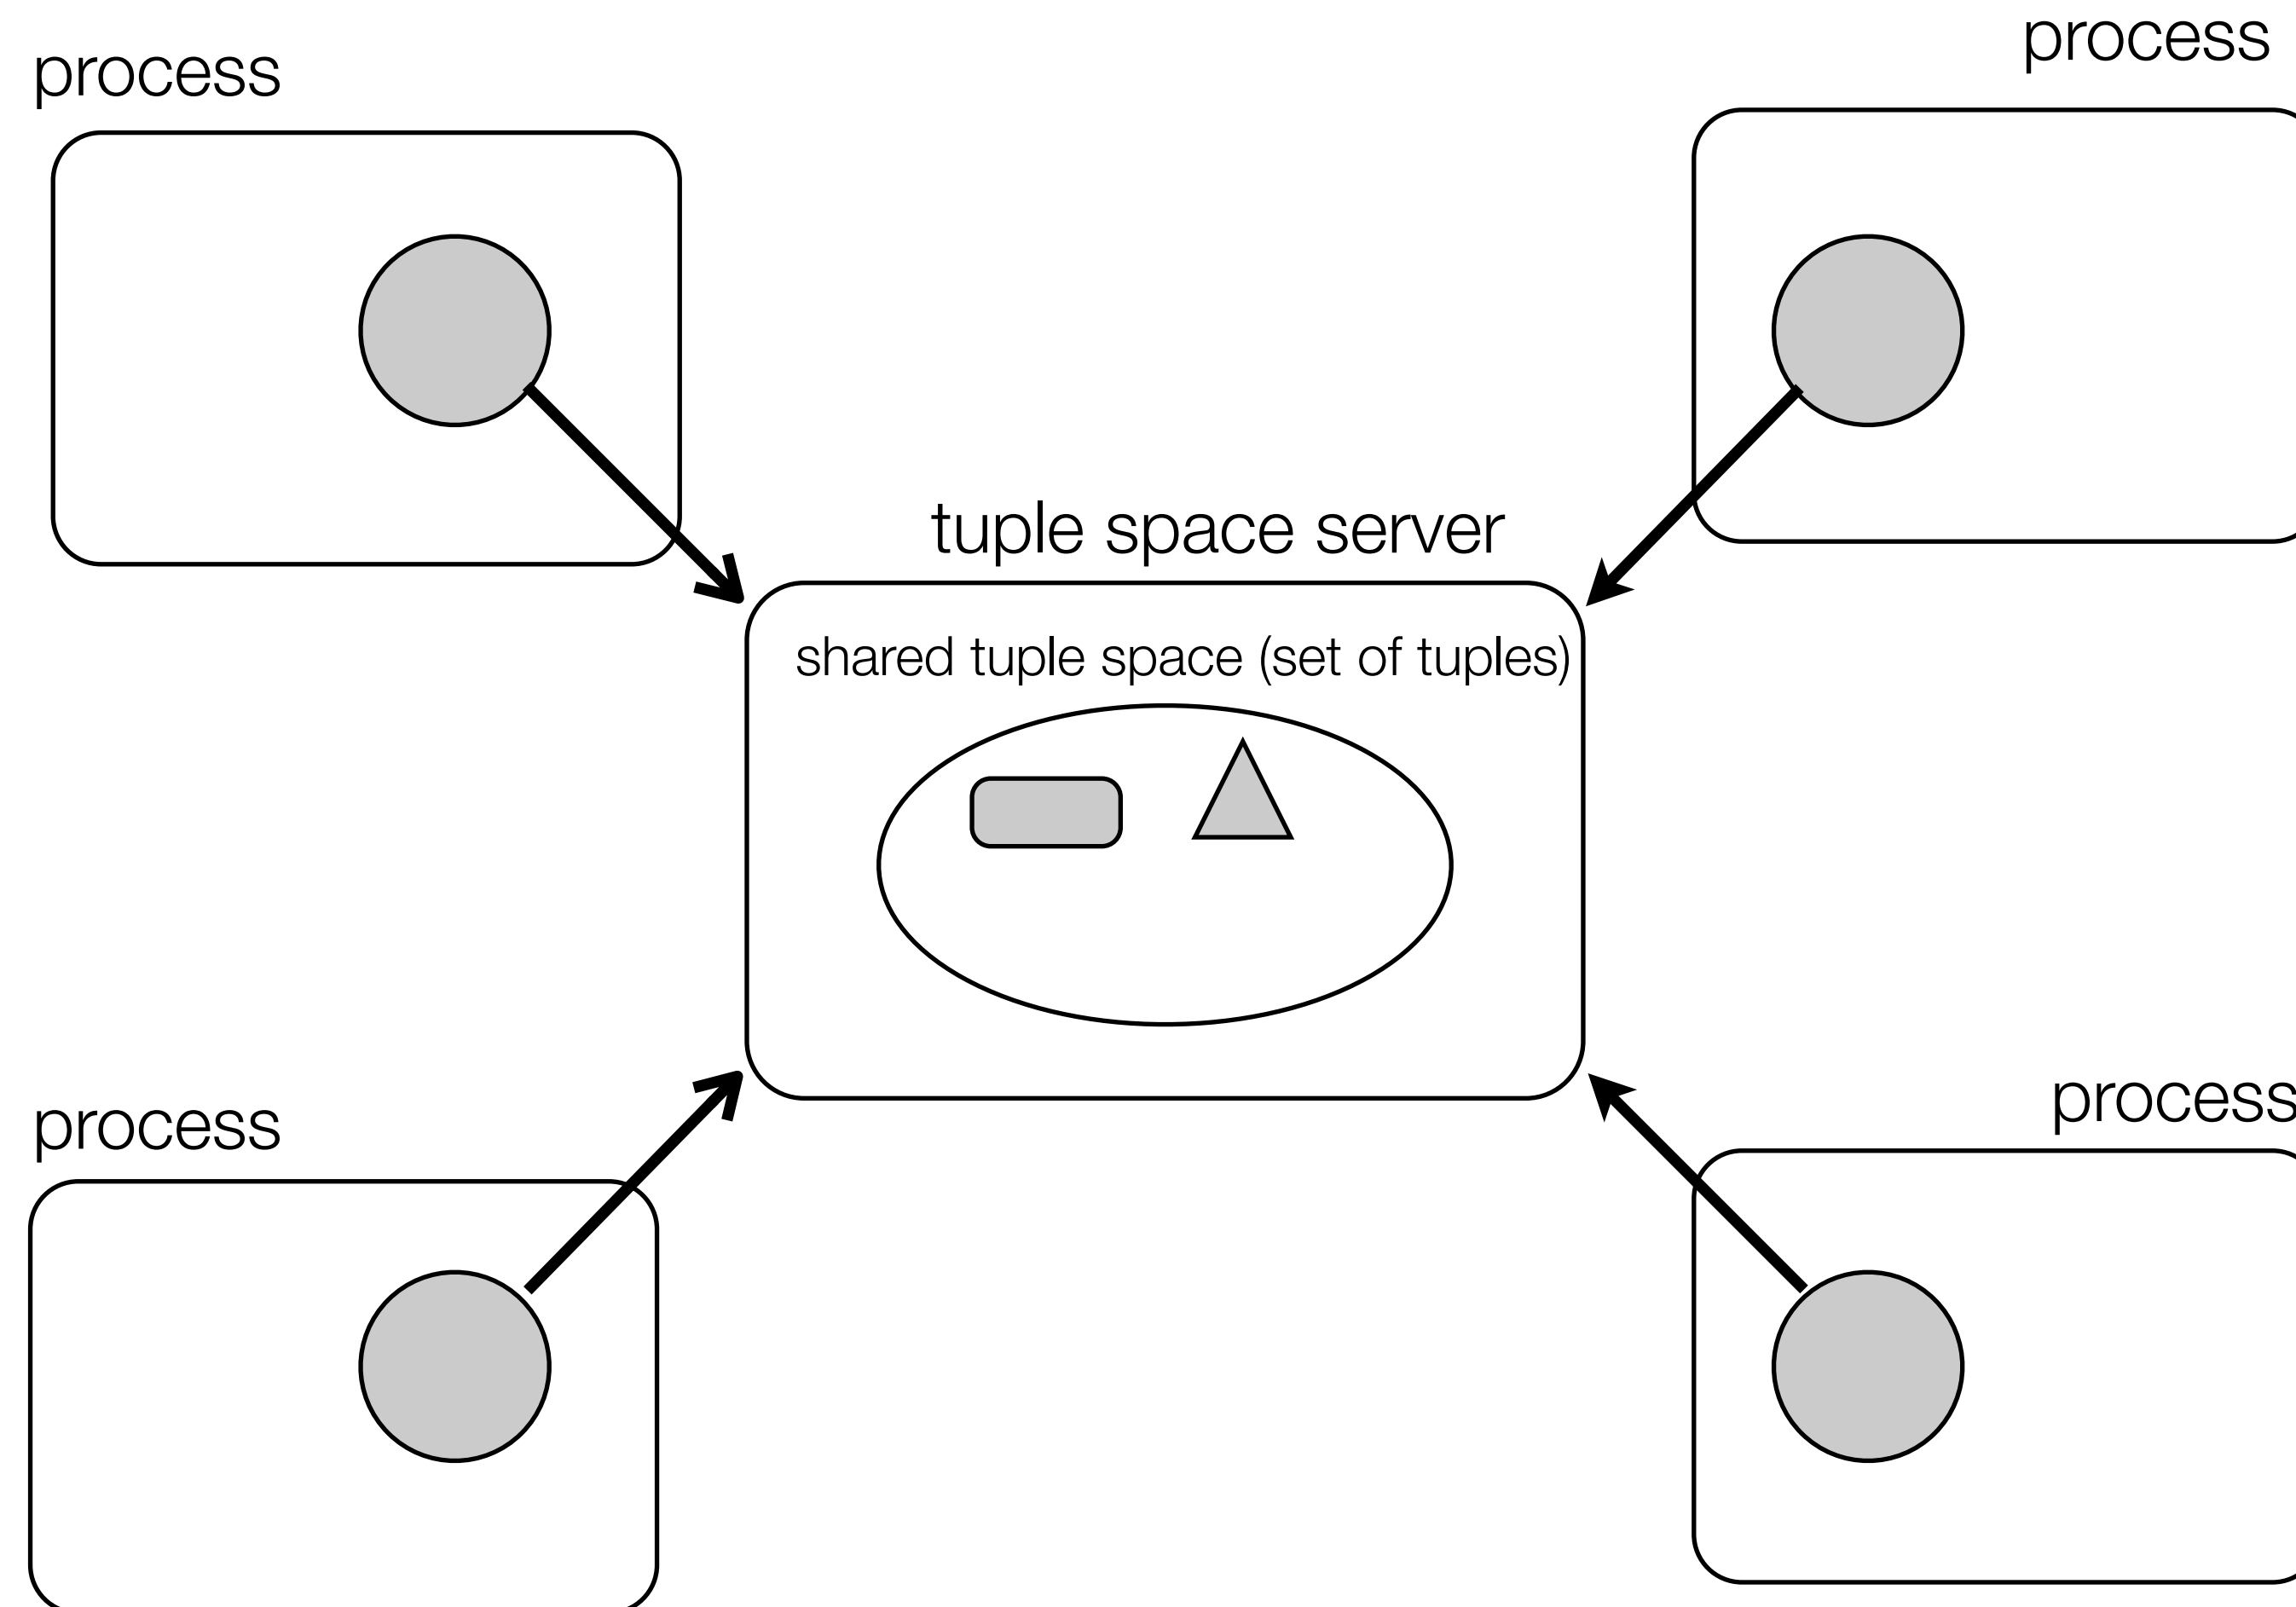 process
process
tuple space server
shared tuple space (set of tuples)
process
process